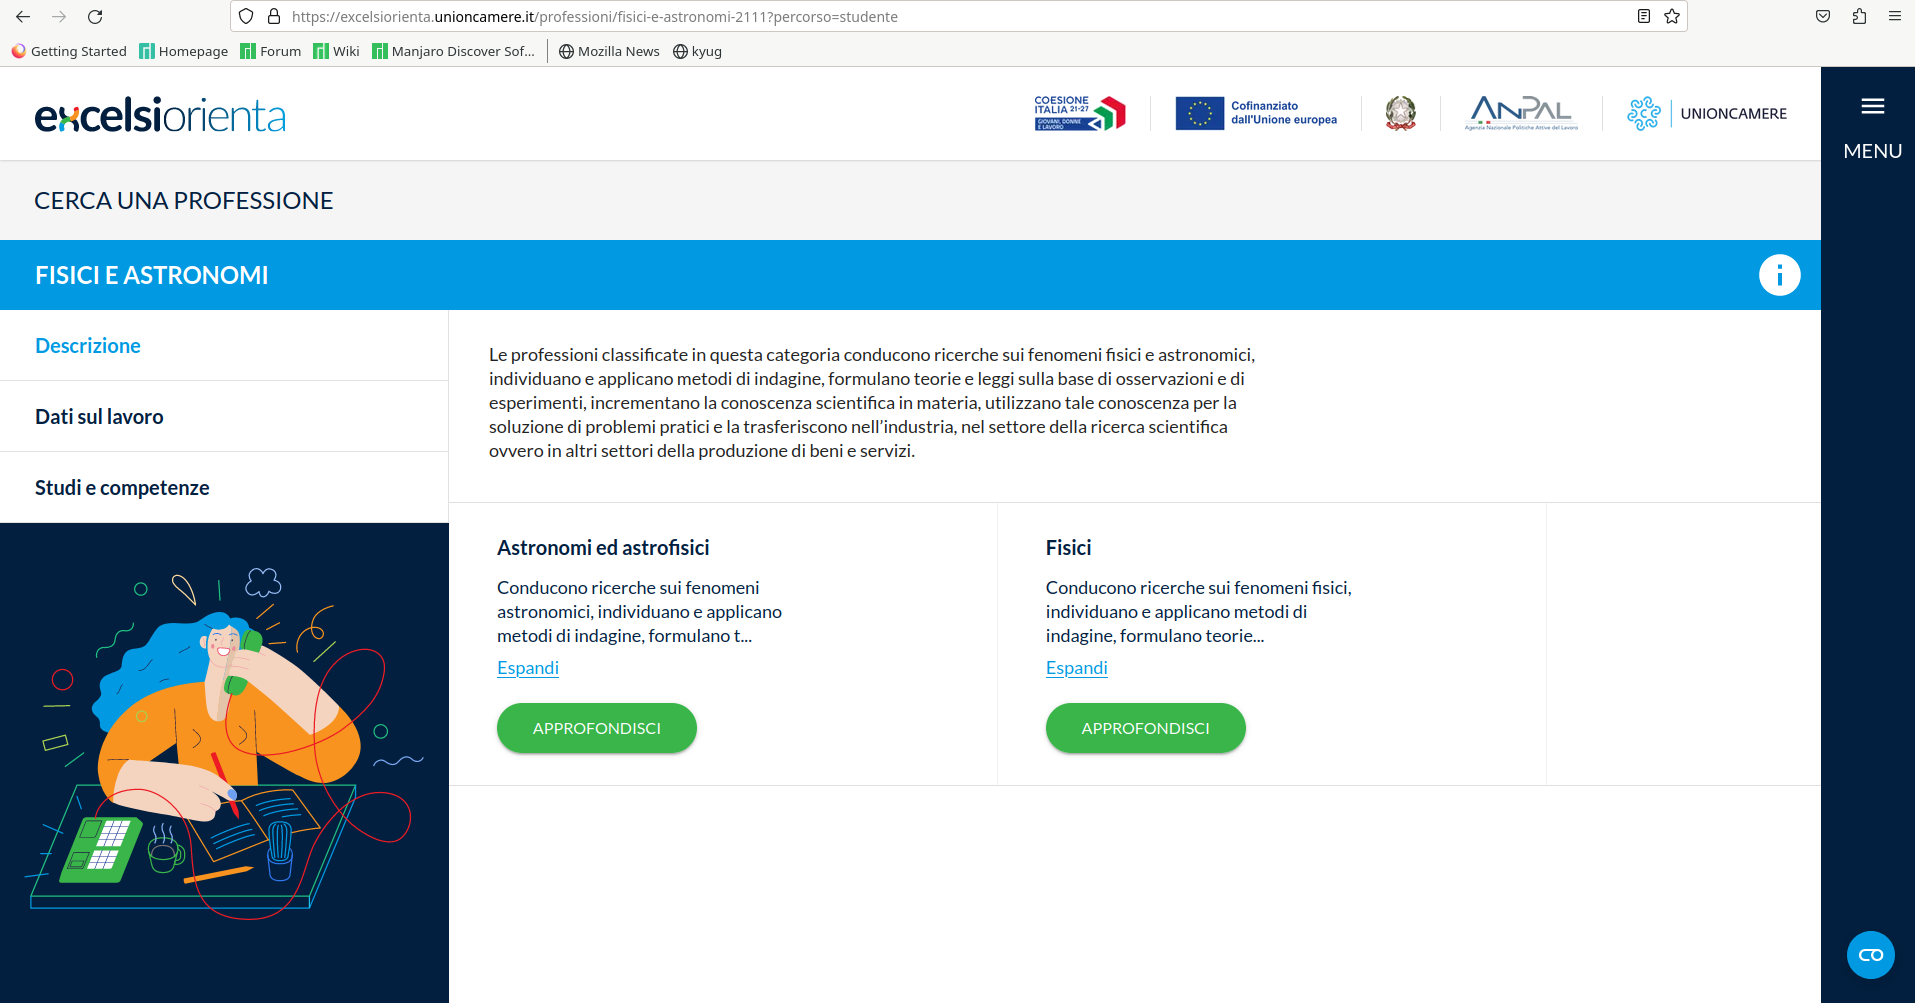 https://excelsiorienta.unioncamere.it/professioni/fisici-e-astronomi-2111?percorso=studente
Getting Started Homepage Forum Wiki Manjaro Discover Sof... Mozilla News kyug
excelsiorienta
COESIONE
ITALIA 21-27
GIOVANI, DONNE
E LAVORO
Cofinanziato
dall'Unione europea
ANPAL
Agenzia Nazionale Politiche Attive del Lavoro
UNIONCAMERE
MENU
CERCA UNA PROFESSIONE
FISICI E ASTRONOMI
Descrizione
Dati sul lavoro
Studi e competenze
Le professioni classificate in questa categoria conducono ricerche sui fenomeni fisici e astronomici,
individuano e applicano metodi di indagine, formulano teorie e leggi sulla base di osservazioni e di
esperimenti, incrementano la conoscenza scientifica in materia, utilizzano tale conoscenza per la
soluzione di problemi pratici e la trasferiscono nell’industria, nel settore della ricerca scientifica
ovvero in altri settori della produzione di beni e servizi.
Astronomi ed astrofisici
Conducono ricerche sui fenomeni
astronomici, individuano e applicano
metodi di indagine, formulano t...
Espandi
APPROFONDISCI
Fisici
Conducono ricerche sui fenomeni fisici,
individuano e applicano metodi di
indagine, formulano teorie...
Espandi
APPROFONDISCI